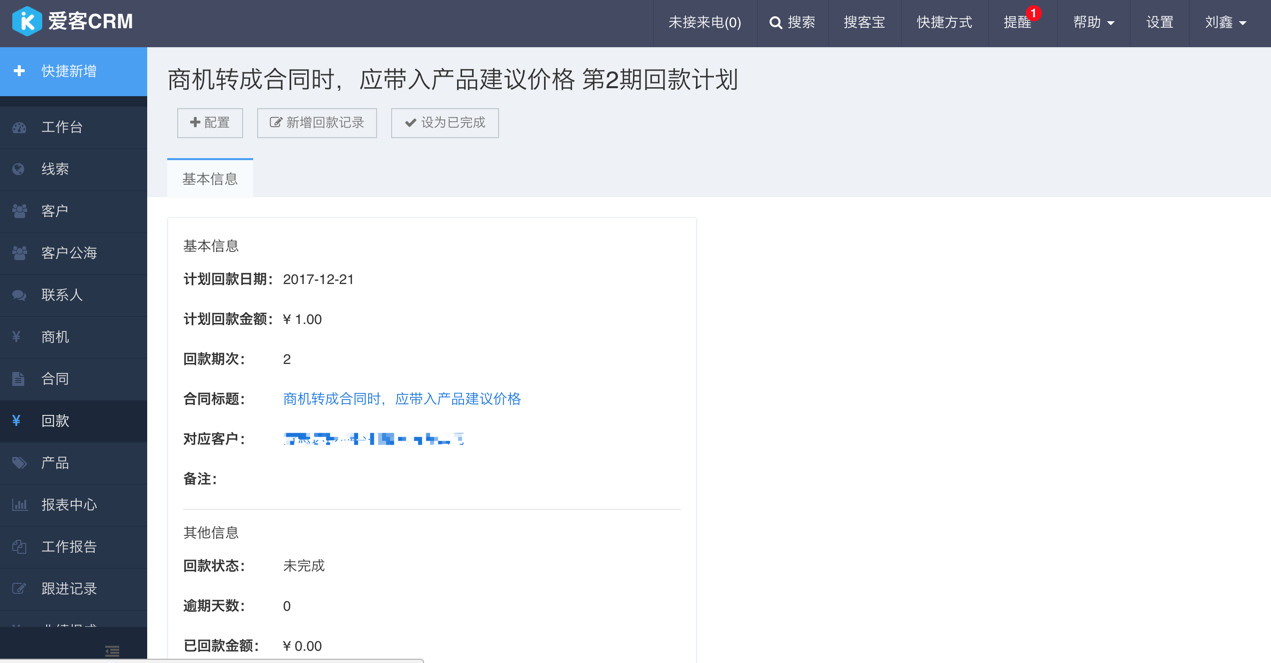 爱客CRM
未接来电(0)
搜索
搜客宝
快捷方式
提醒
1
帮助
设置
刘鑫
快捷新增
工作台
线索
客户
客户公海
联系人
商机
合同
回款
产品
报表中心
工作报告
跟进记录
商机转成合同时，应带入产品建议价格 第2期回款计划
配置
新增回款记录
设为已完成
基本信息
基本信息
计划回款日期： 2017-12-21
计划回款金额： ¥ 1.00
回款期次： 2
合同标题： 商机转成合同时，应带入产品建议价格
对应客户：
备注：
其他信息
回款状态： 未完成
逾期天数： 0
已回款金额： ¥ 0.00